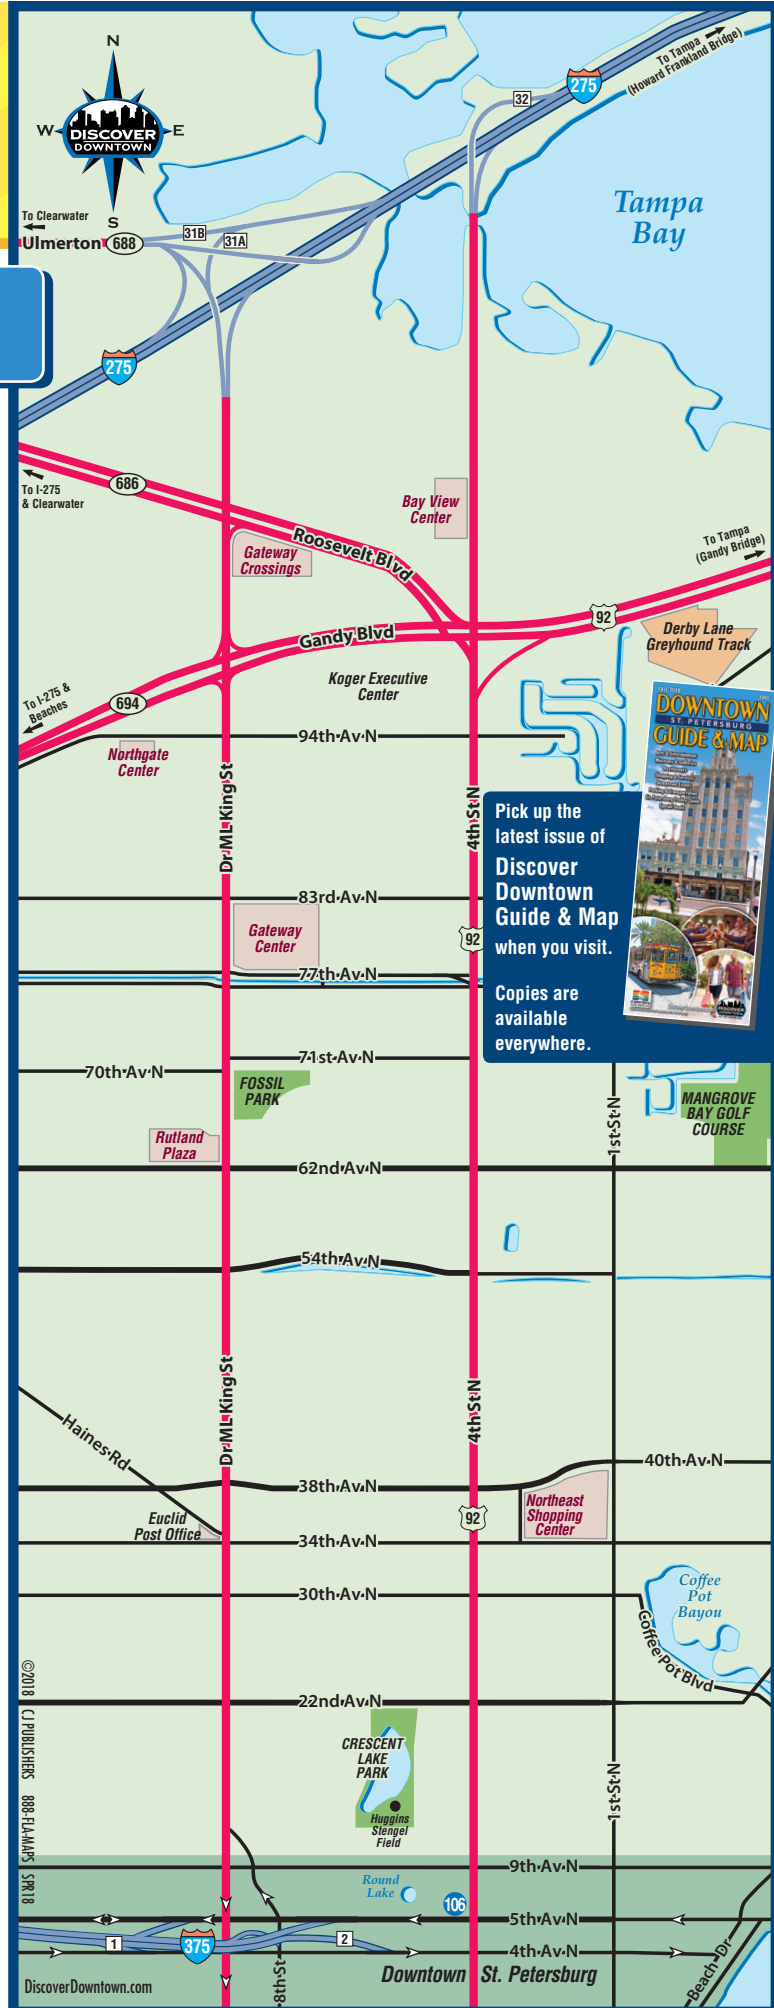 N
W
E
S
DISCOVER
DOWNTOWN
To Tampa
(Howard Frankland Bridge)
275
32
Tampa
Bay
To Clearwater
Ulmerton
688
31B
31A
275
686
To I-275
& Clearwater
Bay View
Center
Roosevelt Blvd
Gateway
Crossings
To Tampa
(Gandy Bridge)
92
Gandy Blvd
Derby Lane
Greyhound Track
Koger Executive
Center
To I-275 &
Beaches
694
94th Av N
Northgate
Center
Dr ML King St
4th St N
DOWNTOWN
ST. PETERSBURG
GUIDE & MAP
Pick up the
latest issue of
Discover
Downtown
Guide & Map
when you visit.
Copies are
available
everywhere.
83rd Av N
Gateway
Center
92
77th Av N
71st Av N
70th Av N
FOSSIL
PARK
1st St N
MANGROVE
BAY GOLF
COURSE
Rutland
Plaza
62nd Av N
54th Av N
Dr ML King St
4th St N
Haines Rd
40th Av N
38th Av N
Northeast
Shopping
Center
92
Euclid
Post Office
34th Av N
30th Av N
Coffee
Pot
Bayou
Coffee Pot Blvd
22nd Av N
©2018 CJ PUBLISHERS 888-FLA-MAPS SPR18
CRESCENT
LAKE
PARK
Huggins
Stengel
Field
1st St N
9th Av N
Round
Lake
106
5th Av N
1
375
2
4th Av N
8th St
Beach Dr
Downtown St. Petersburg
DiscoverDowntown.com